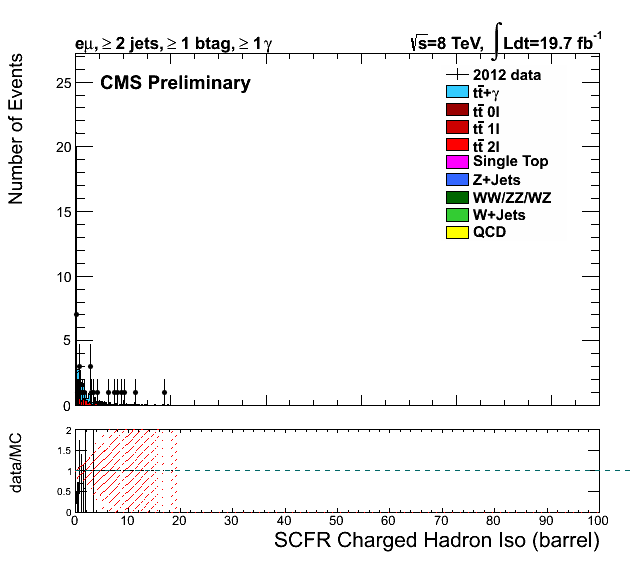 eμ, ≥ 2 jets, ≥ 1 btag, ≥ 1γ
√s=8 TeV, ∫Ldt=19.7 fb⁻¹
CMS Preliminary
2012 data
tt̄+γ
tt̄ 0l
tt̄ 1l
tt̄ 2l
Single Top
Z+Jets
WW/ZZ/WZ
W+Jets
QCD
Number of Events
25
20
15
10
5
0
data/MC
2
1.5
1
0.5
0
0 10 20 30 40 50 60 70 80 90 100
SCFR Charged Hadron Iso (barrel)